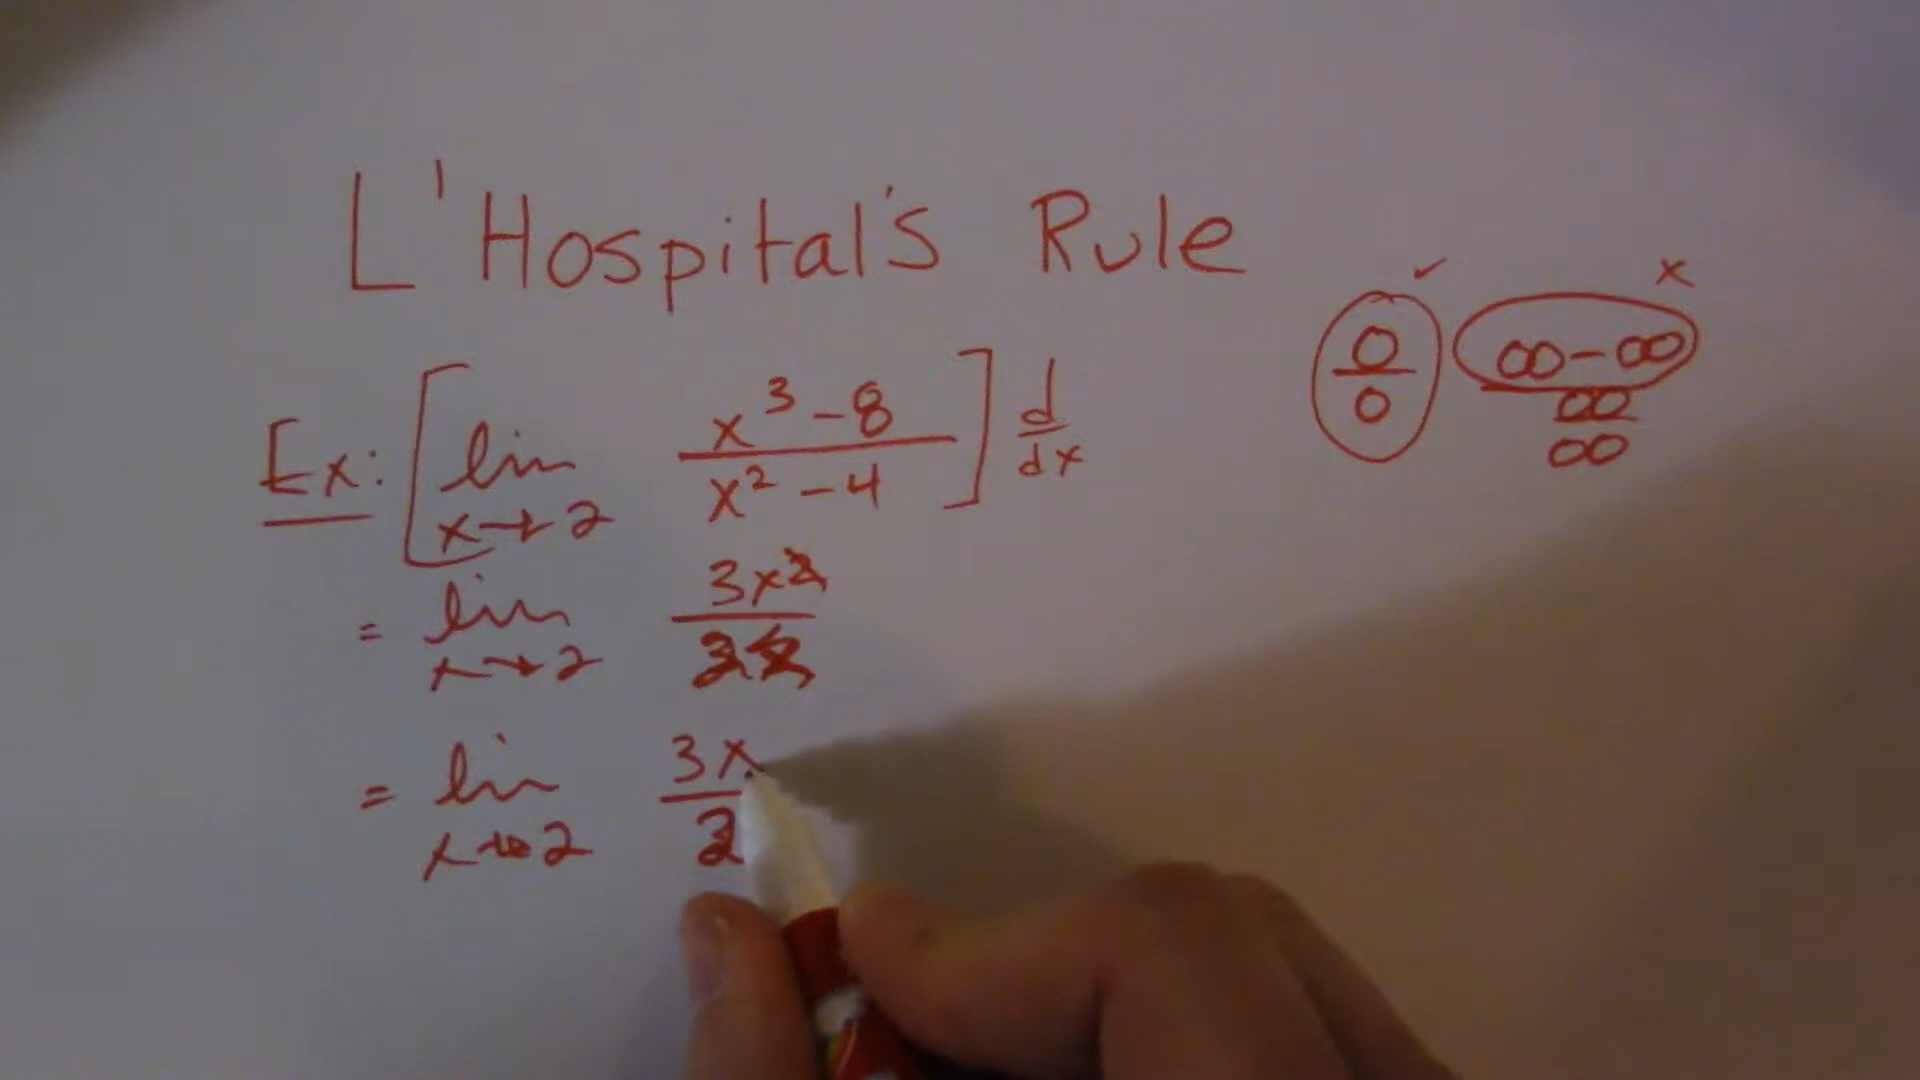 L'Hospital's Rule
✓ x
0/0 ∞-∞
∞/∞
Ex: [lim x→2 (x³-8)/(x²-4)] d/dx
= lim x→2 3x²/2x
= lim x→2 3x/2